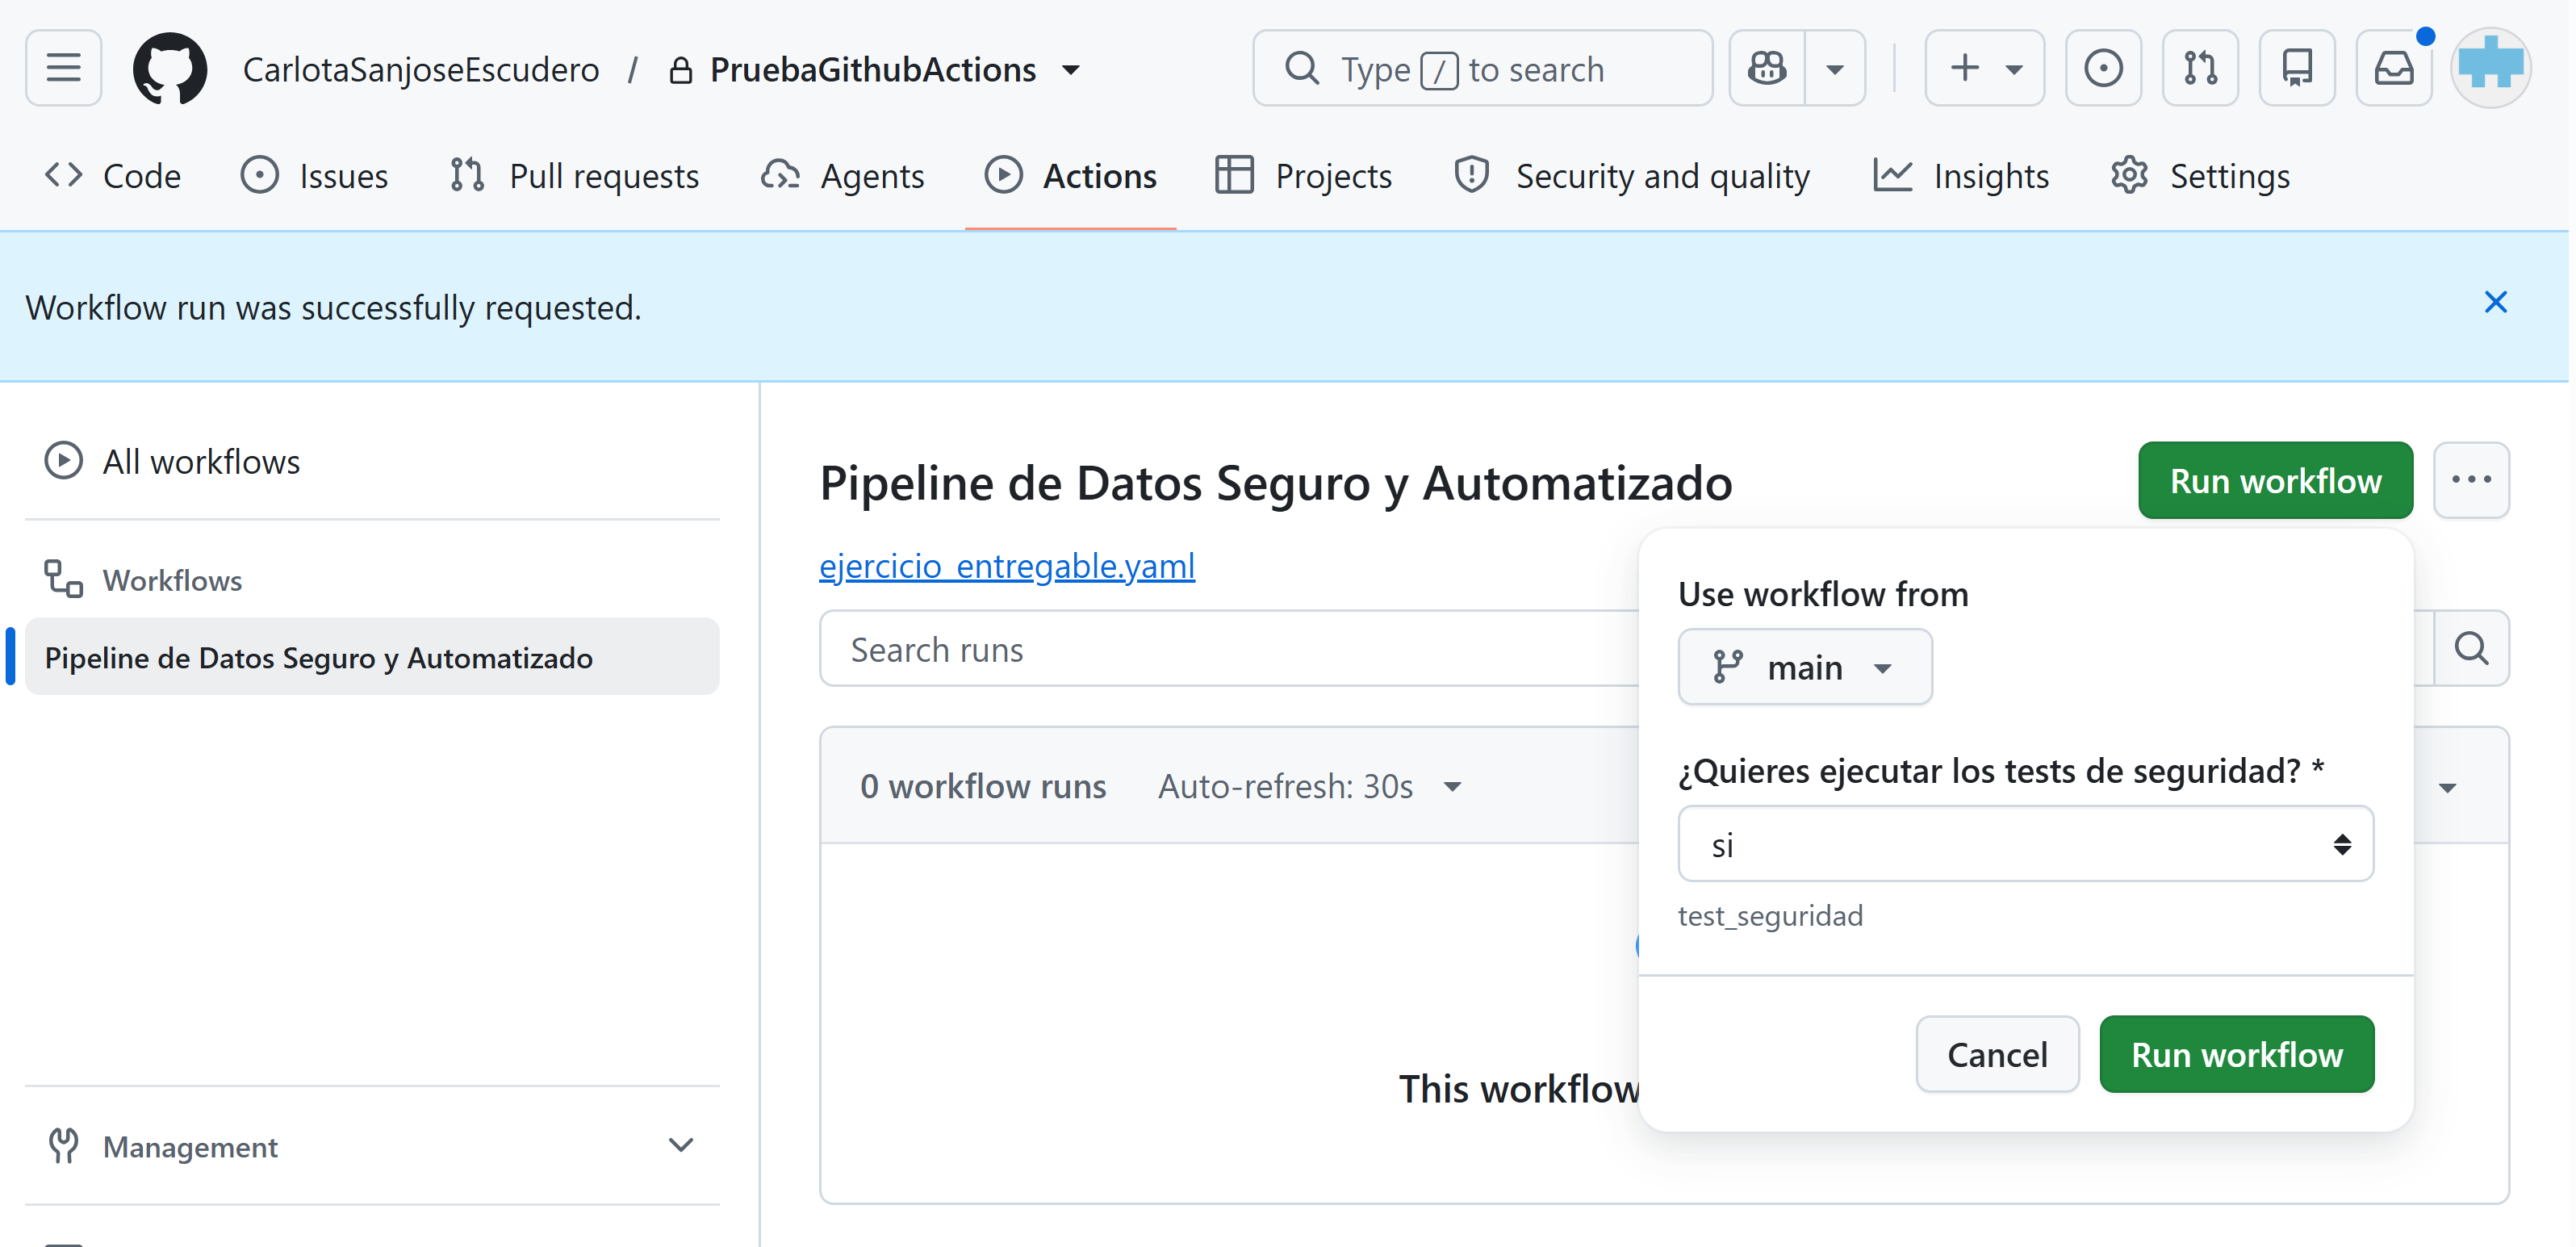 CarlotaSanjoseEscudero / PruebaGithubActions
Type / to search
Code Issues Pull requests Agents Actions Projects Security and quality Insights Settings
Workflow run was successfully requested.
All workflows
Workflows
Pipeline de Datos Seguro y Automatizado
Management
Pipeline de Datos Seguro y Automatizado
Run workflow
ejercicio_entregable.yaml
Search runs
0 workflow runs Auto-refresh: 30s
This workflow
Use workflow from
main
¿Quieres ejecutar los tests de seguridad? *
si
test_seguridad
Cancel Run workflow